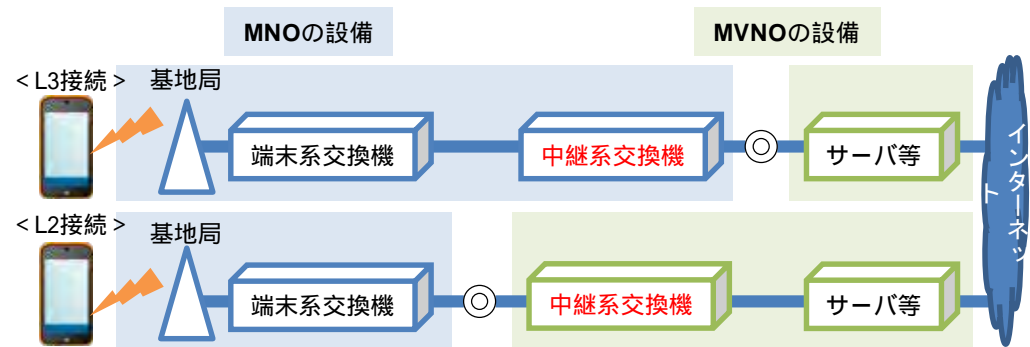 MNOの設備
MVNOの設備
＜L3接続＞
基地局
端末系交換機
中継系交換機
◎
サーバ等
インターネット
＜L2接続＞
基地局
端末系交換機
◎
中継系交換機
サーバ等